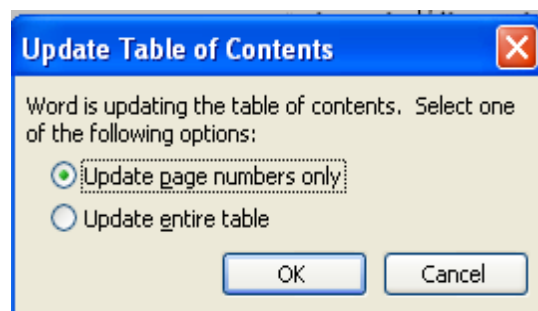 Update Table of Contents
Word is updating the table of contents. Select one
of the following options:
Update page numbers only
Update entire table
OK Cancel